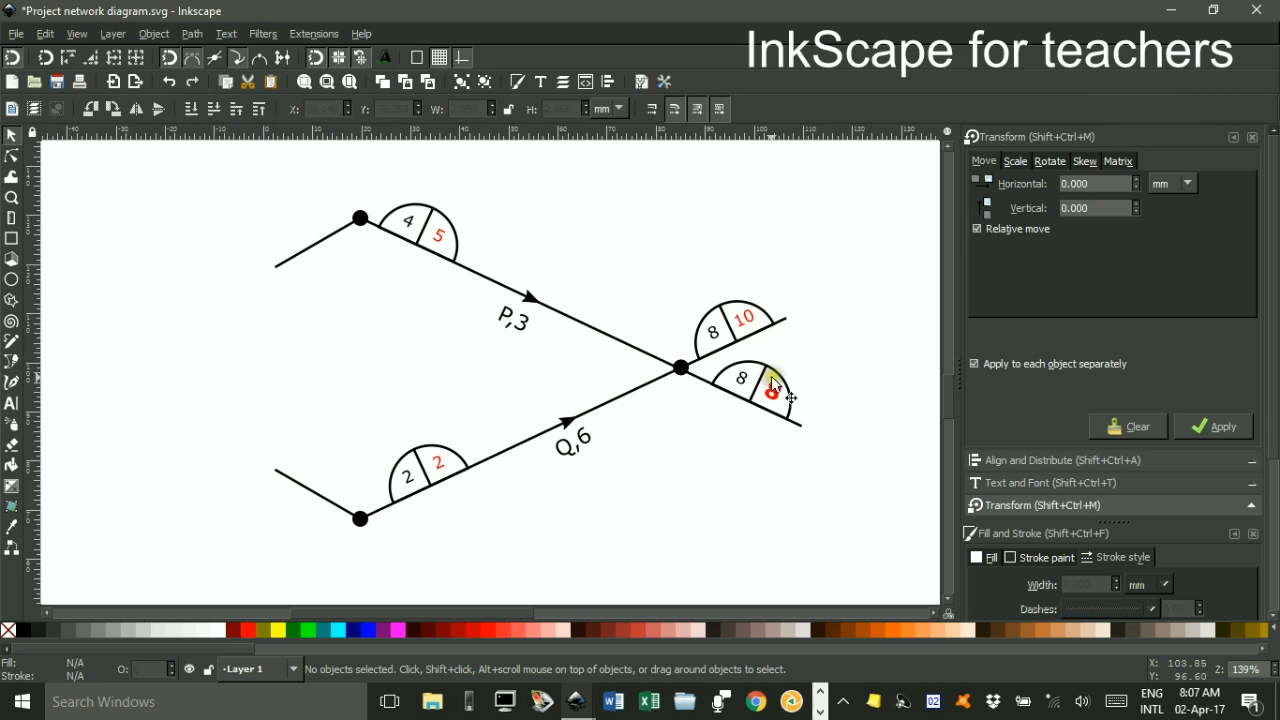 *Project network diagram.svg - Inkscape
InkScape for teachers
File Edit View Layer Object Path Text Filters Extensions Help
X: Y: W: H: mm
Transform (Shift+Ctrl+M)
Move Scale Rotate Skew Matrix
Horizontal: 0.000 mm
Vertical: 0.000
Relative move
4 5
P,3
8 10
8 8
Q,6
2 2
Apply to each object separately
Clear Apply
Align and Distribute (Shift+Ctrl+A)
Text and Font (Shift+Ctrl+T)
Transform (Shift+Ctrl+M)
Fill and Stroke (Shift+Ctrl+F)
Fill Stroke paint Stroke style
Width: mm
Dashes:
Fill: N/A
Stroke: N/A
O:
Layer 1
No objects selected. Click, Shift+click, Alt+scroll mouse on top of objects, or drag around objects to select.
X: 103.85
Y: 96.60
Z: 139%
Search Windows
02
ENG
INTL
8:07 AM
02-Apr-17